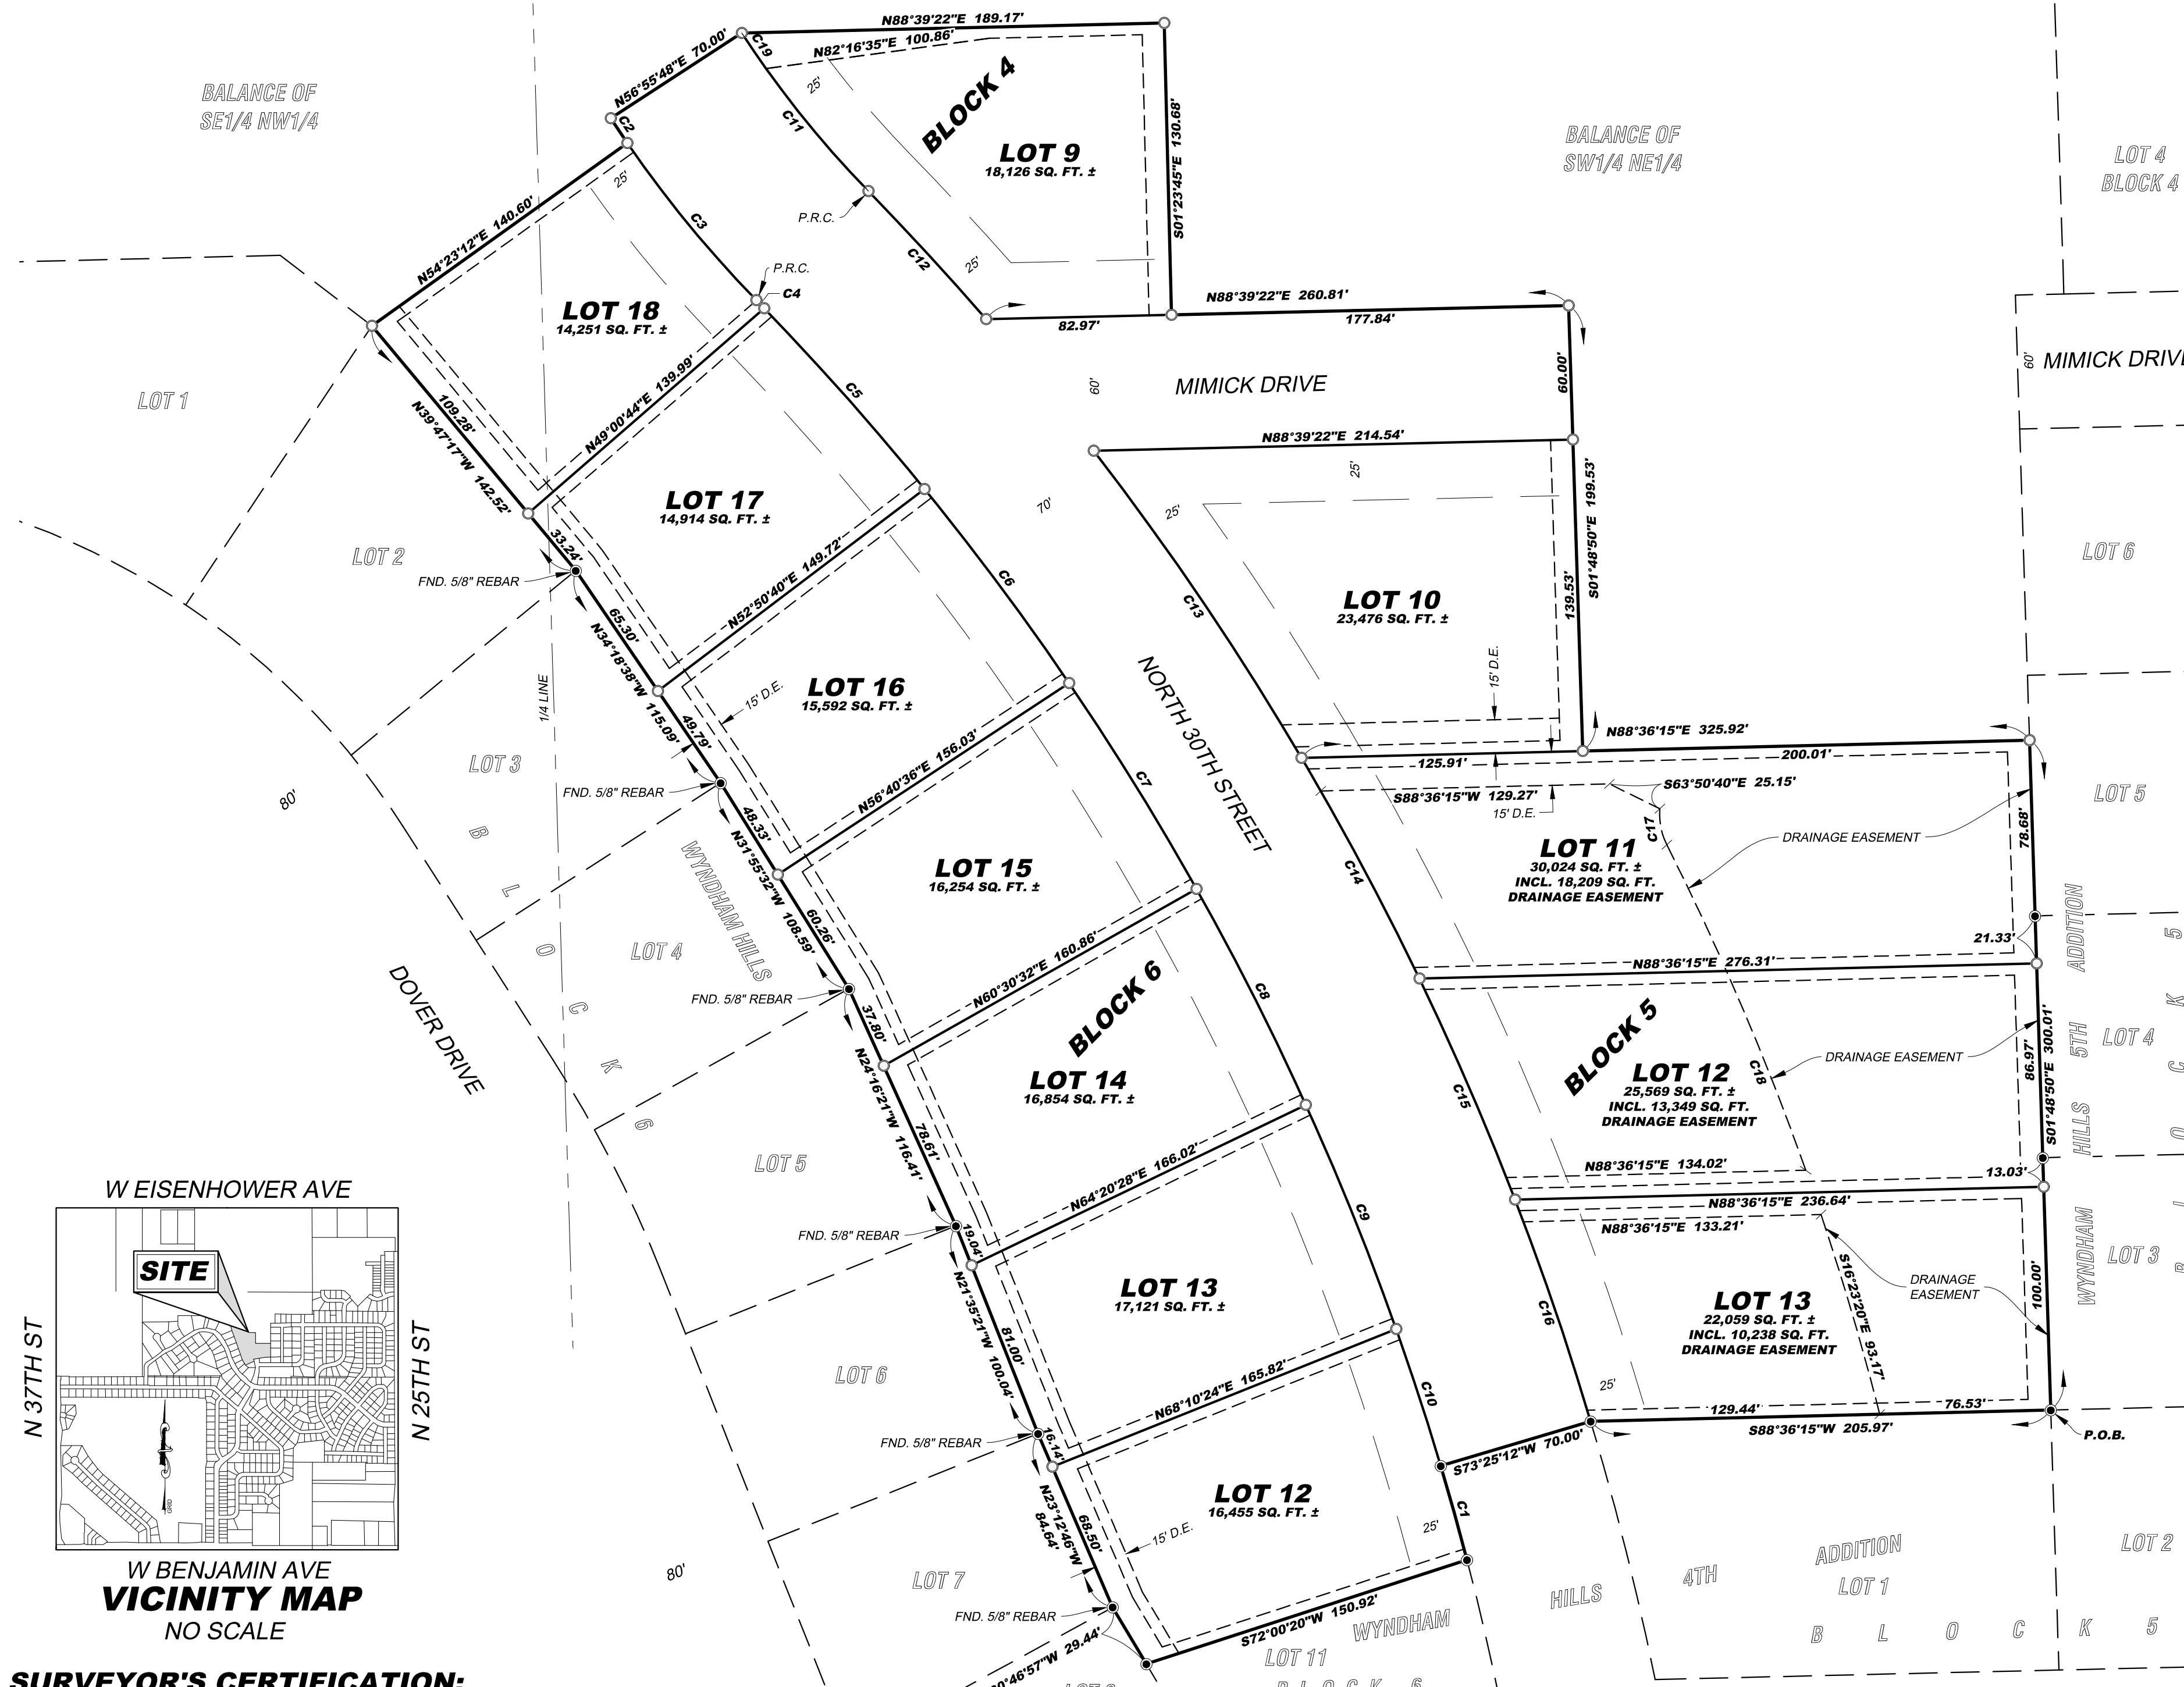 N88°39'22"E 189.17'
N82°16'35"E 100.86'
C19
N56°55'48"E 70.00'
C2
C11
25'
BLOCK 4
LOT 9
18,126 SQ. FT. ±
S01°23'45"E 130.68'
BALANCE OF
SE1/4 NW1/4
BALANCE OF
SW1/4 NE1/4
LOT 4
BLOCK 4
25'
C3
P.R.C.
C12
25'
N54°23'12"E 140.60'
P.R.C.
C4
N88°39'22"E 260.81'
82.97'
177.84'
LOT 18
14,251 SQ. FT. ±
60.00'
60'
MIMICK DRIVE
60'
MIMICK DRIVE
LOT 1
109.28'
N39°47'17"W 142.52'
N49°00'44"E 139.99'
C5
N88°39'22"E 214.54'
25'
25'
LOT 17
14,914 SQ. FT. ±
70'
S01°48'50"E 199.53'
139.53'
LOT 2
33.24'
FND. 5/8" REBAR
LOT 6
C6
C13
LOT 10
23,476 SQ. FT. ±
N52°50'40"E 149.72'
65.30'
N34°18'38"W 115.09'
1/4 LINE
LOT 16
15,592 SQ. FT. ±
15' D.E.
15' D.E.
49.79'
NORTH 30TH STREET
N88°36'15"E 325.92'
125.91'
200.01'
LOT 3
FND. 5/8" REBAR
N56°40'36"E 156.03'
C7
S88°36'15"W 129.27'
S63°50'40"E 25.15'
15' D.E.
C17
LOT 5
80'
48.33'
N31°55'32"W 108.59'
WYNDHAM HILLS
DRAINAGE EASEMENT
78.68'
LOT 15
16,254 SQ. FT. ±
C14
LOT 11
30,024 SQ. FT. ±
INCL. 18,209 SQ. FT.
DRAINAGE EASEMENT
B L O C K 6
60.26'
LOT 4
FND. 5/8" REBAR
N60°30'32"E 160.86'
N88°36'15"E 276.31'
21.33'
WYNDHAM HILLS 5TH ADDITION
B L O C K 5
DOVER DRIVE
37.80'
BLOCK 6
C8
BLOCK 5
DRAINAGE EASEMENT
S01°48'50"E 300.01'
86.97'
LOT 4
N24°16'21"W 116.41'
LOT 14
16,854 SQ. FT. ±
C15
LOT 12
25,569 SQ. FT. ±
INCL. 13,349 SQ. FT.
DRAINAGE EASEMENT
C18
LOT 5
78.61'
N64°20'28"E 166.02'
N88°36'15"E 134.02'
13.03'
N88°36'15"E 236.64'
W EISENHOWER AVE
FND. 5/8" REBAR
19.04'
C9
N88°36'15"E 133.21'
LOT 3
SITE
N21°35'21"W 100.04'
81.00'
LOT 13
17,121 SQ. FT. ±
C16
LOT 13
22,059 SQ. FT. ±
INCL. 10,238 SQ. FT.
DRAINAGE EASEMENT
S16°23'20"E 93.17'
DRAINAGE
EASEMENT
100.00'
N 37TH ST
N 25TH ST
LOT 6
N68°10'24"E 165.82'
C10
25'
129.44'
76.53'
S88°36'15"W 205.97'
P.O.B.
FND. 5/8" REBAR
16.14'
S73°25'12"W 70.00'
N23°12'46"W
84.64'
68.50'
15' D.E.
LOT 12
16,455 SQ. FT. ±
25'
C1
W BENJAMIN AVE
VICINITY MAP
NO SCALE
80'
LOT 7
FND. 5/8" REBAR
S72°00'20"W 150.92'
0°46'57"W 29.44'
LOT 11
WYNDHAM HILLS 4TH ADDITION
LOT 1
B L O C K 5
LOT 2
SURVEYOR'S CERTIFICATION: